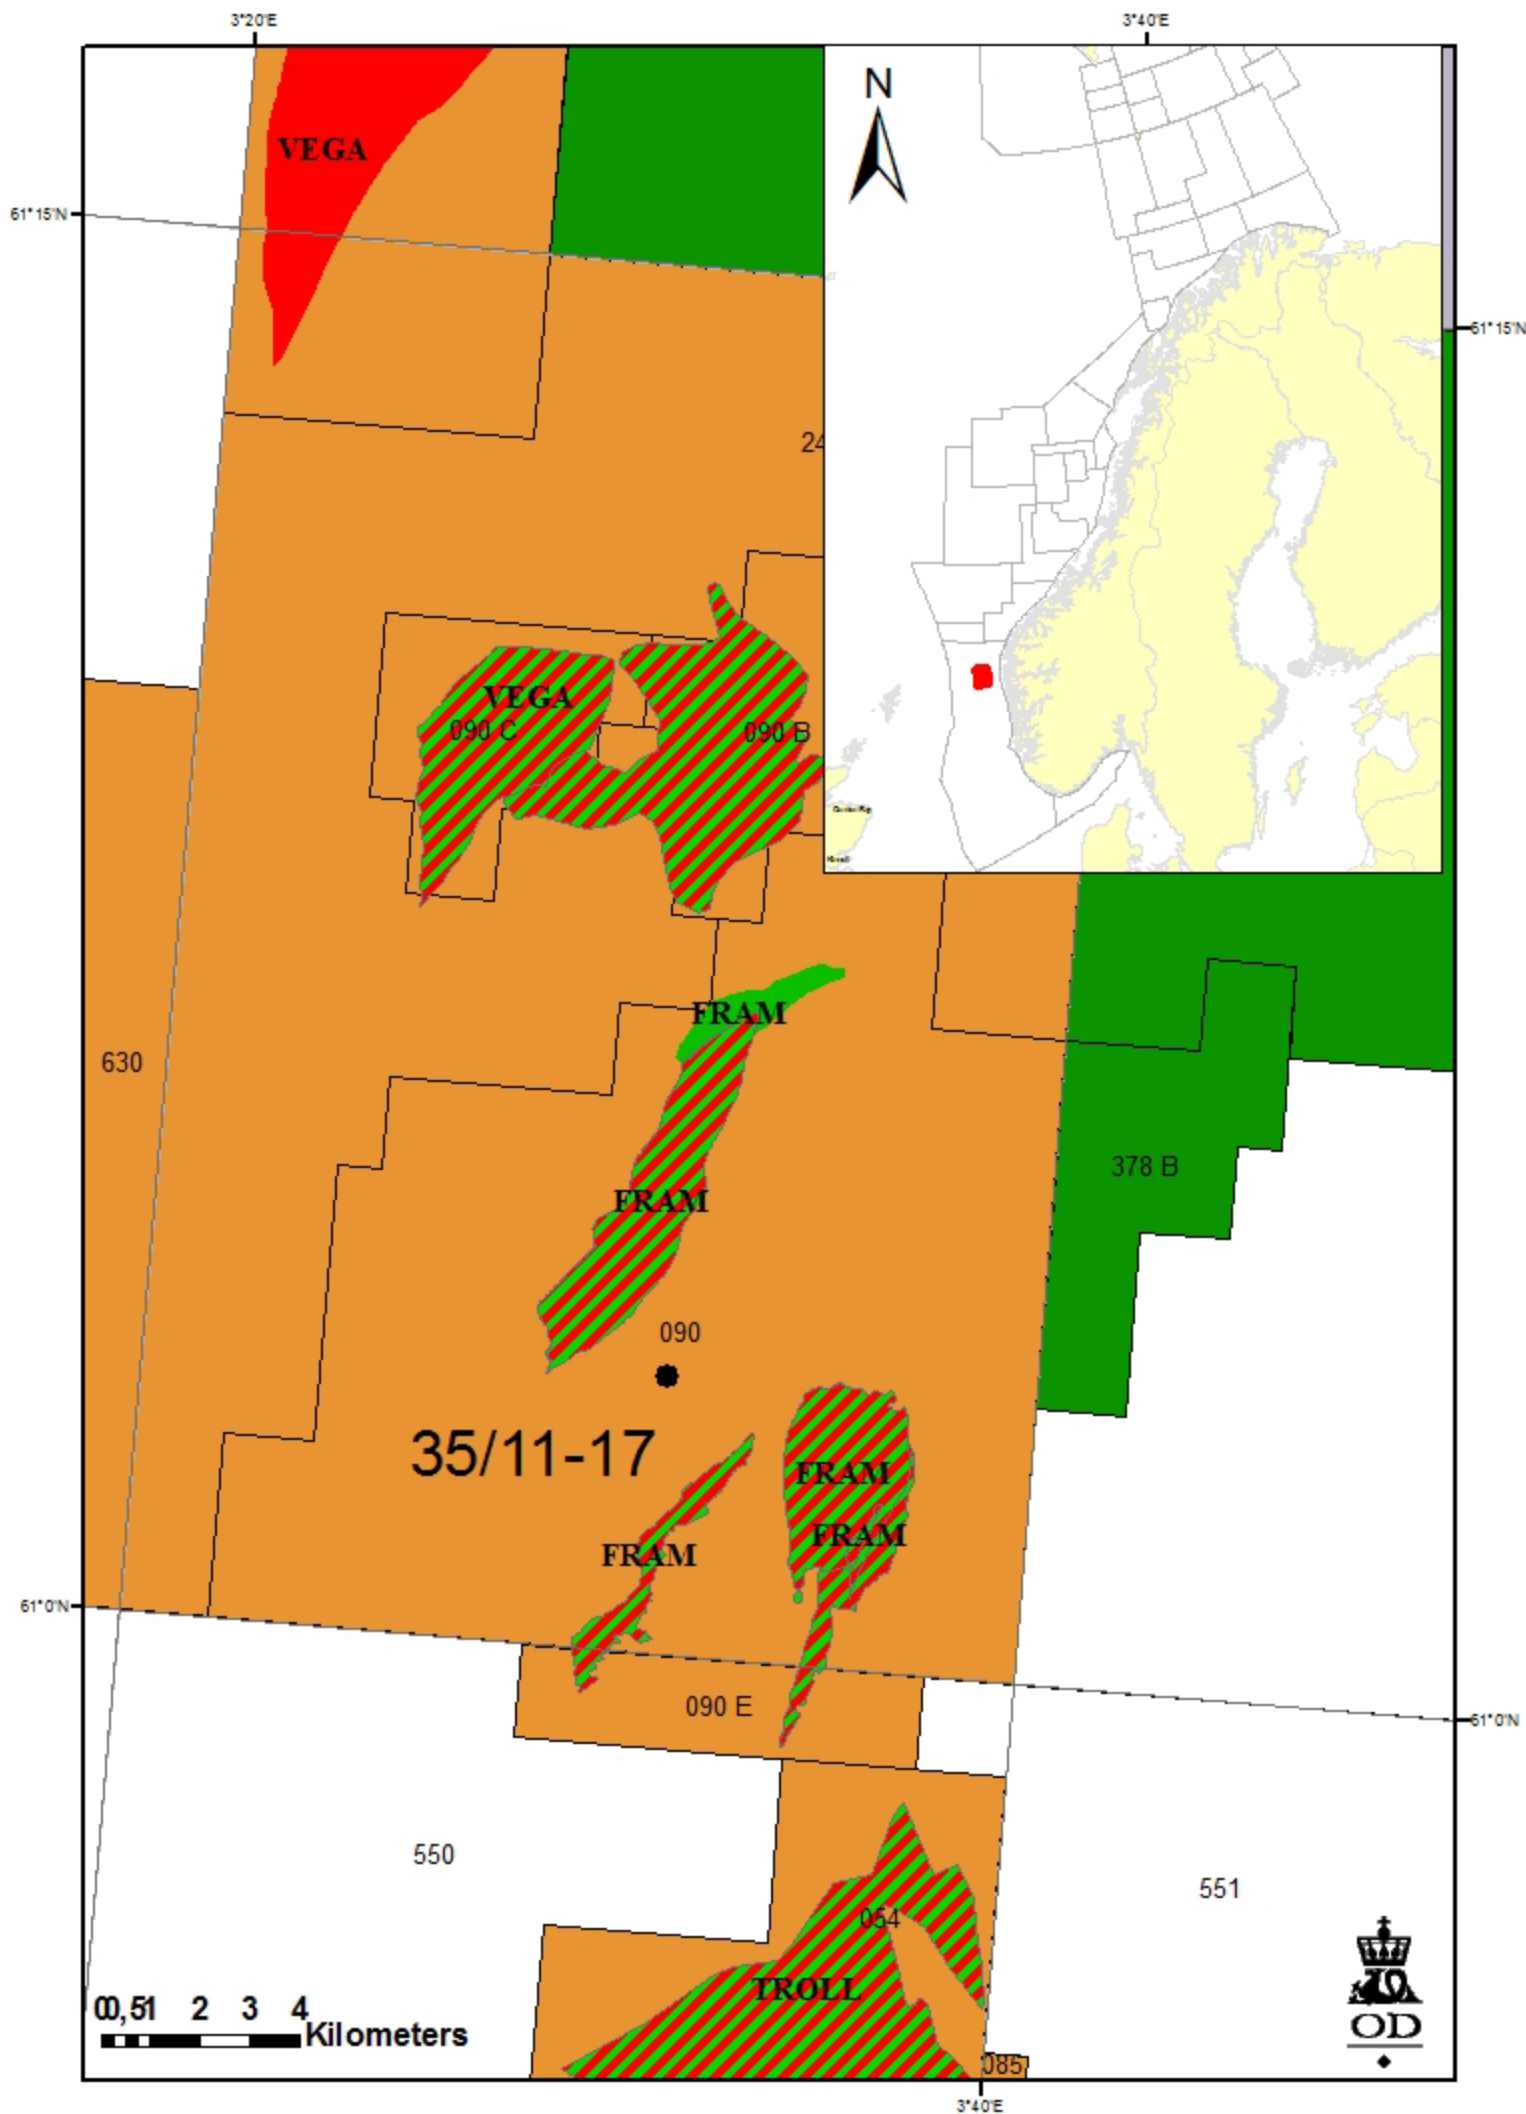 3°20'E
3°40'E
N
VEGA
61°15'N
61°15'N
24
VEGA
090 C
090 B
FRAM
630
378 B
FRAM
090
35/11-17
FRAM
FRAM
FRAM
61°0'N
61°0'N
090 E
550
551
054
TROLL
0 0,5 1 2 3 4
Kilometers
OD
085
3°40'E